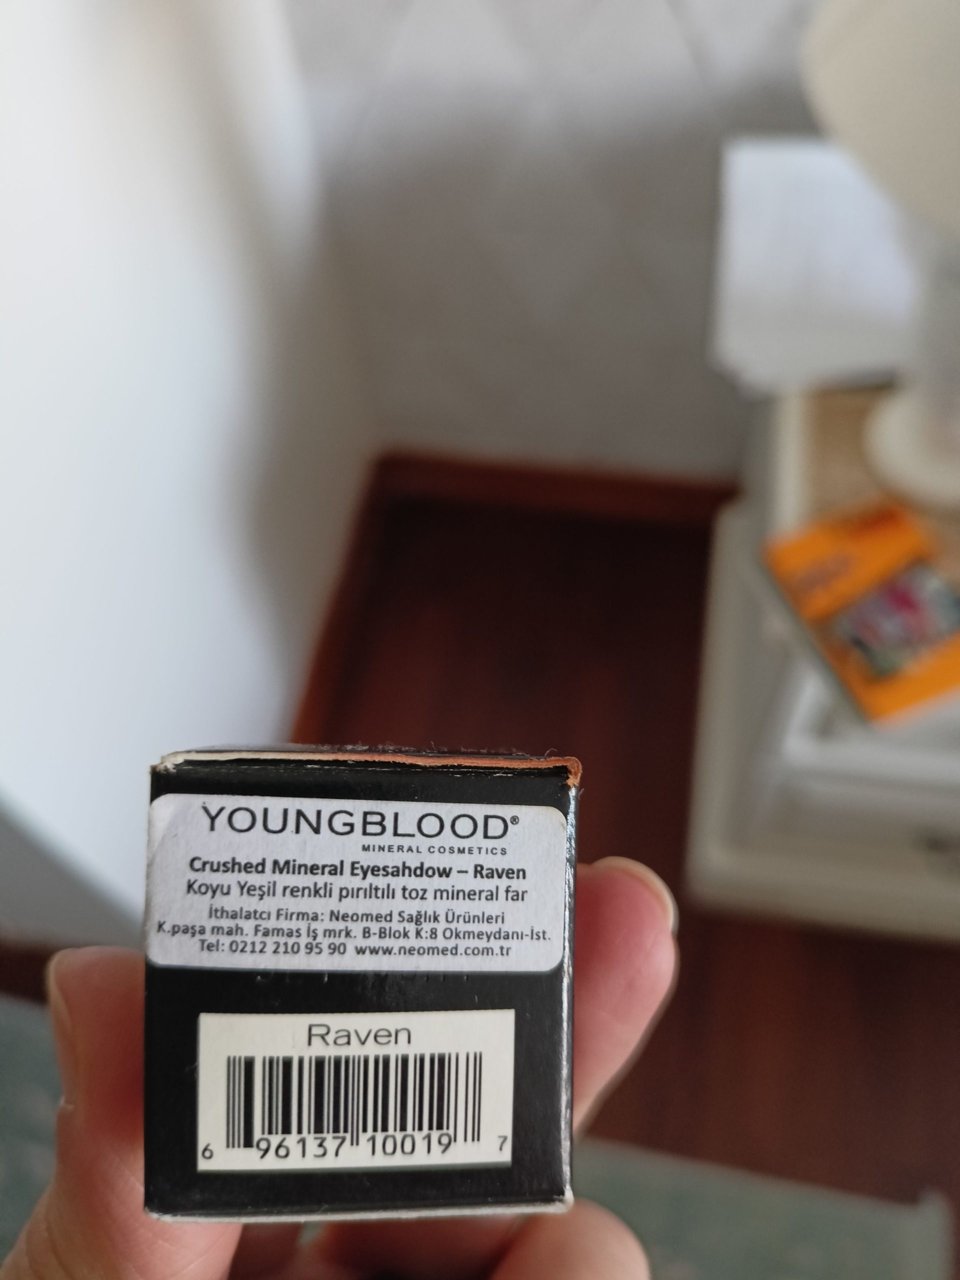 YOUNGBLOOD®
MINERAL COSMETICS
Crushed Mineral Eyesahdow – Raven
Koyu Yeşil renkli pırıltılı toz mineral far
İthalatcı Firma: Neomed Sağlık Ürünleri
K.paşa mah. Famas İş mrk. B-Blok K:8 Okmeydanı-İst.
Tel: 0212 210 95 90 www.neomed.com.tr
Raven
6 96137 10019 7